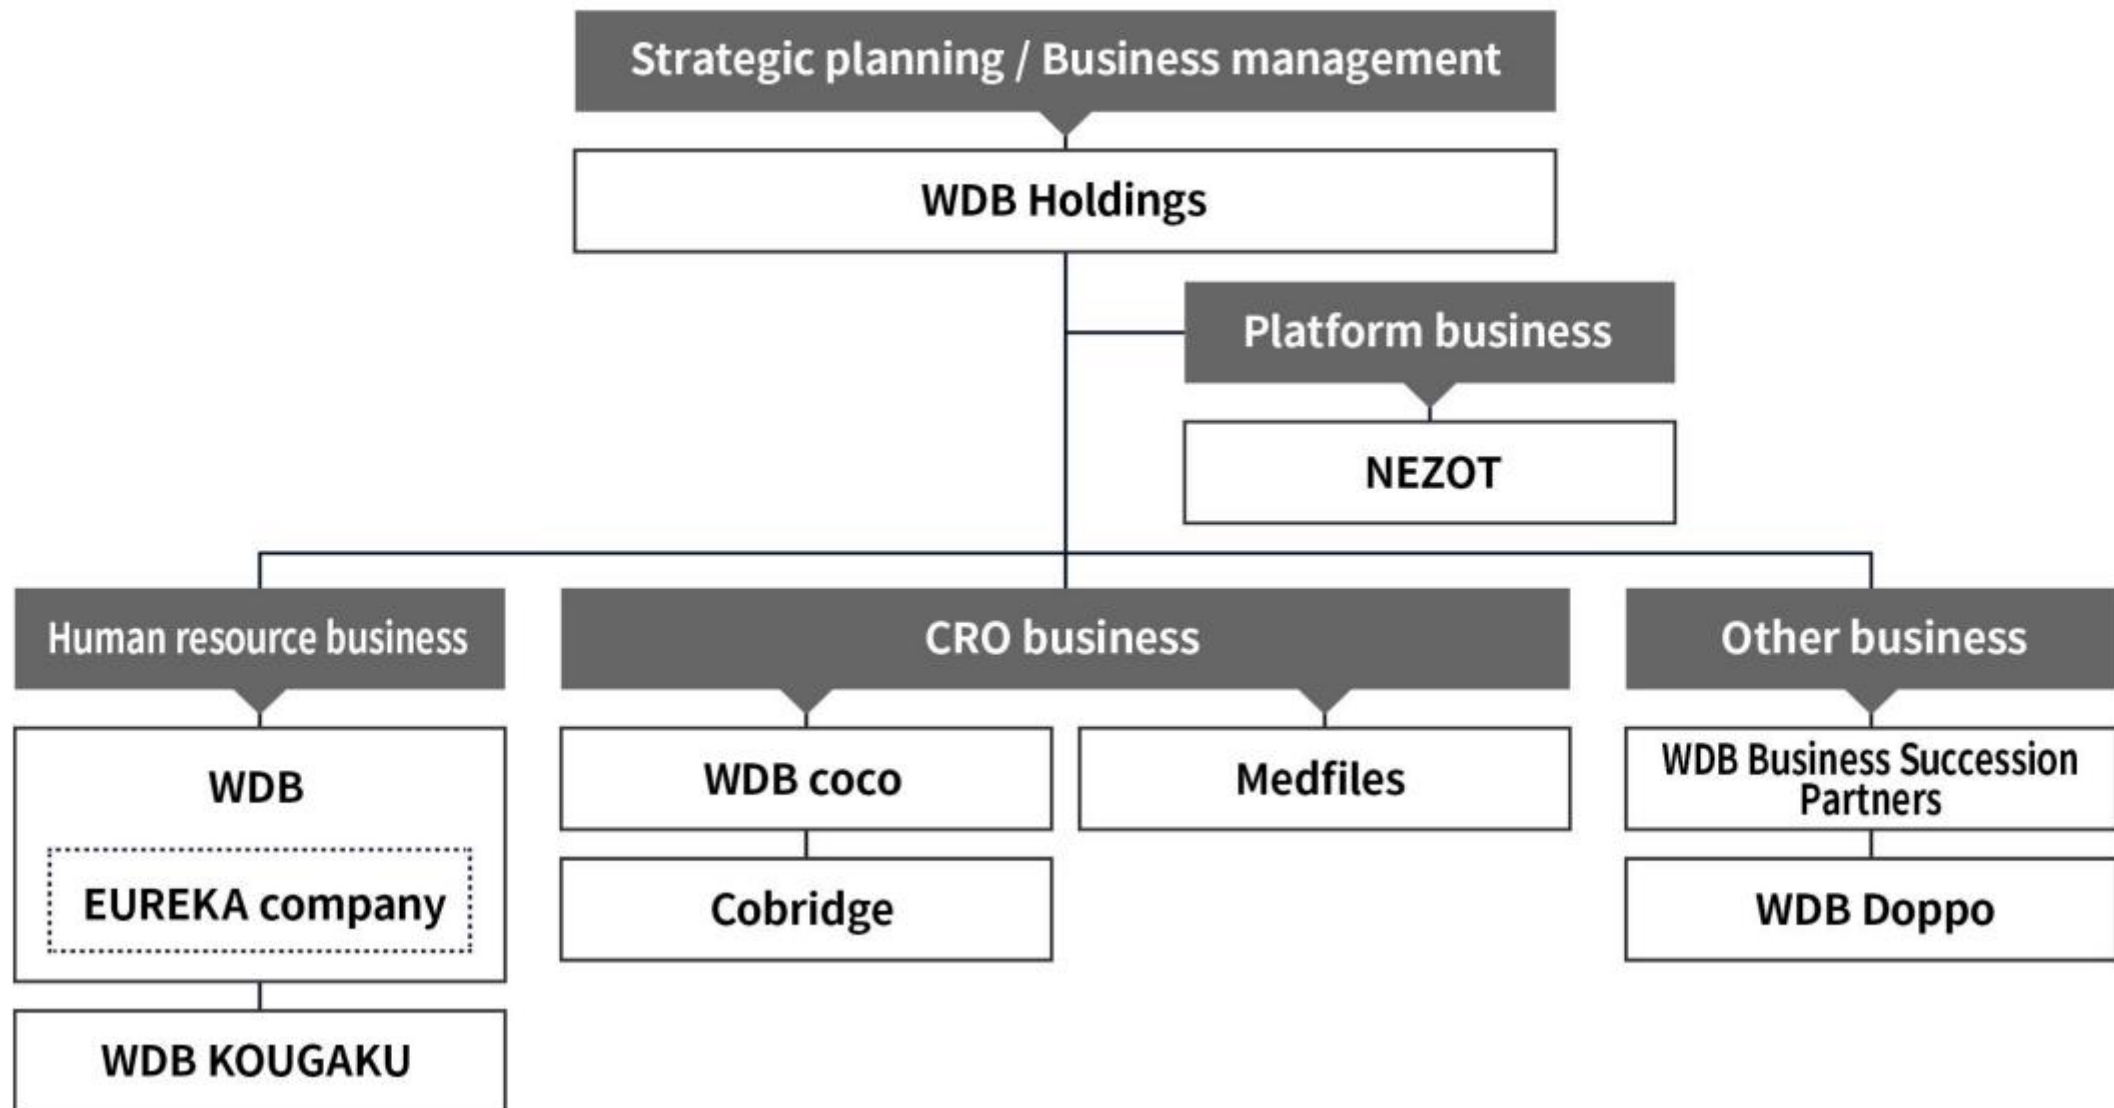 Strategic planning / Business management
WDB Holdings
Platform business
NEZOT
Human resource business
WDB
EUREKA company
WDB KOUGAKU
CRO business
WDB coco
Cobridge
Medfiles
Other business
WDB Business Succession
Partners
WDB Doppo